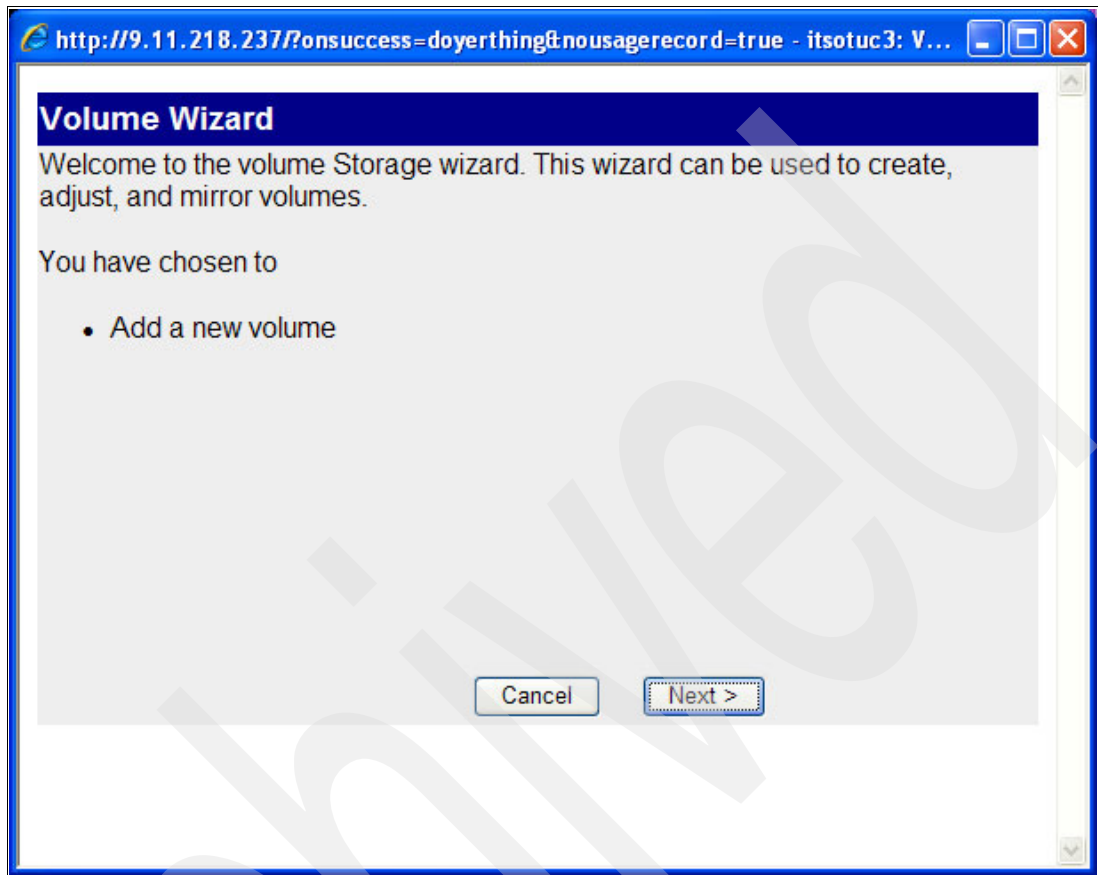 http://9.11.218.237/?onsuccess=doyerthing&nousagerecord=true - itsotuc3: V...
Volume Wizard
Welcome to the volume Storage wizard. This wizard can be used to create,
adjust, and mirror volumes.
You have chosen to
• Add a new volume
Cancel Next >